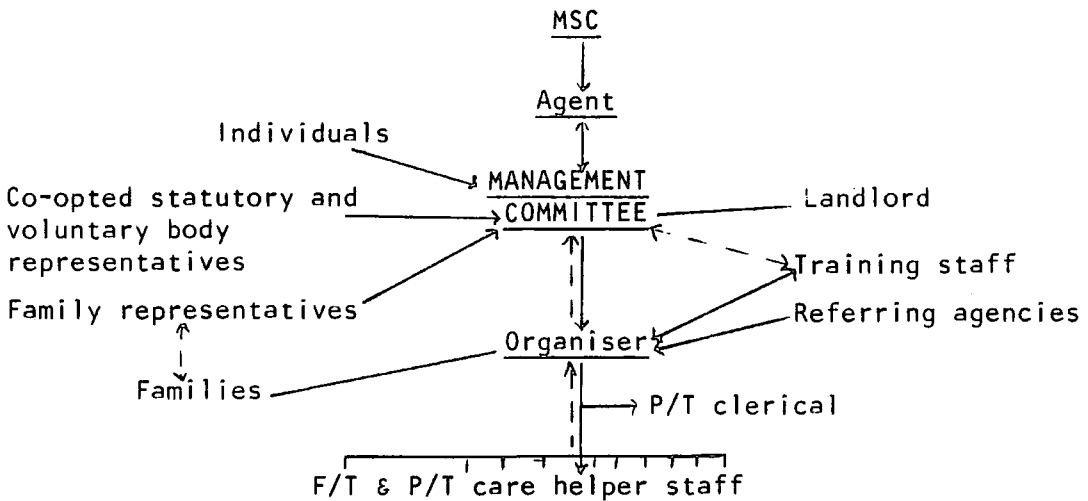 MSC
Agent
Individuals
MANAGEMENT
COMMITTEE
Co-opted statutory and
voluntary body
representatives
Landlord
Training staff
Family representatives
Referring agencies
Organiser
Families
P/T clerical
F/T & P/T care helper staff